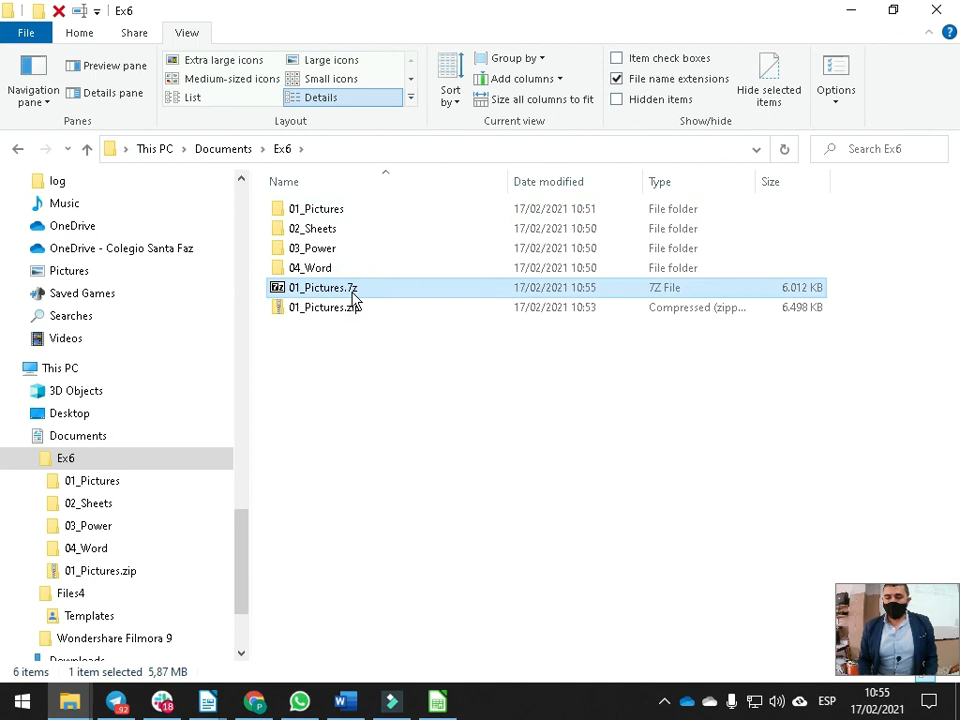 Ex6
File Home Share View
Navigation pane
Preview pane
Details pane
Panes
Extra large icons Large icons
Medium-sized icons Small icons
List Details
Layout
Sort by
Group by
Add columns
Size all columns to fit
Current view
Item check boxes
File name extensions
Hidden items
Hide selected items
Show/hide
Options
This PC Documents Ex6
Search Ex6
log
Music
OneDrive
OneDrive - Colegio Santa Faz
Pictures
Saved Games
Searches
Videos
This PC
3D Objects
Desktop
Documents
Ex6
01_Pictures
02_Sheets
03_Power
04_Word
01_Pictures.zip
Files4
Templates
Wondershare Filmora 9
Downloads
Name Date modified Type Size
01_Pictures 17/02/2021 10:51 File folder
02_Sheets 17/02/2021 10:50 File folder
03_Power 17/02/2021 10:50 File folder
04_Word 17/02/2021 10:50 File folder
01_Pictures.7z 17/02/2021 10:55 7Z File 6.012 KB
01_Pictures.zip 17/02/2021 10:53 Compressed (zipp... 6.498 KB
6 items 1 item selected 5,87 MB
92
18
ESP
10:55
17/02/2021